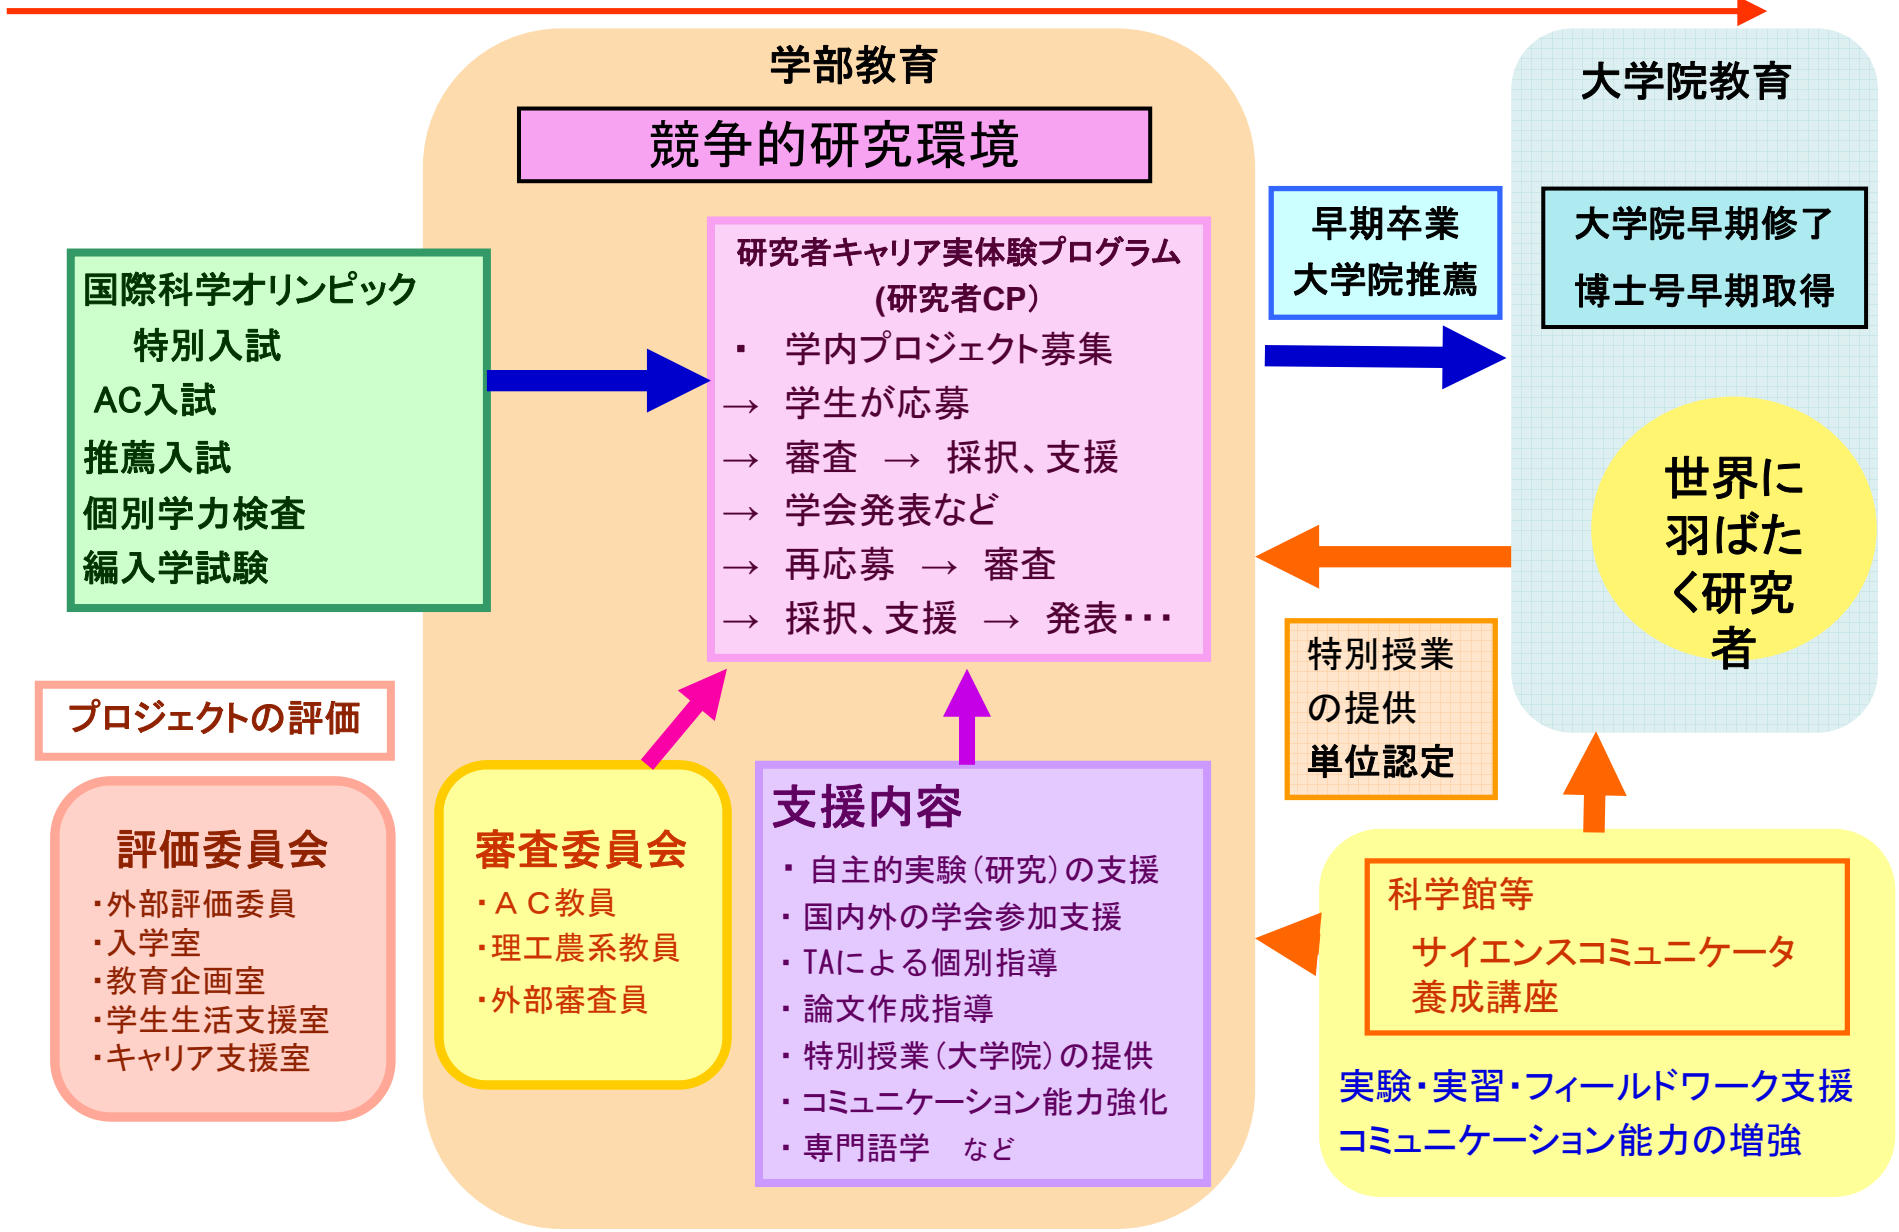 学部教育
競争的研究環境
大学院教育
国際科学オリンピック
特別入試
AC入試
推薦入試
個別学力検査
編入学試験
研究者キャリア実体験プログラム
(研究者CP)
・ 学内プロジェクト募集
→ 学生が応募
→ 審査 → 採択、支援
→ 学会発表など
→ 再応募 → 審査
→ 採択、支援 → 発表・・・
早期卒業
大学院推薦
大学院早期修了
博士号早期取得
世界に
羽ばた
く研究
者
特別授業
の提供
単位認定
プロジェクトの評価
評価委員会
・外部評価委員
・入学室
・教育企画室
・学生生活支援室
・キャリア支援室
審査委員会
・AC教員
・理工農系教員
・外部審査員
支援内容
・ 自主的実験(研究)の支援
・ 国内外の学会参加支援
・ TAによる個別指導
・ 論文作成指導
・ 特別授業(大学院)の提供
・ コミュニケーション能力強化
・ 専門語学 など
科学館等
サイエンスコミュニケータ
養成講座
実験・実習・フィールドワーク支援
コミュニケーション能力の増強